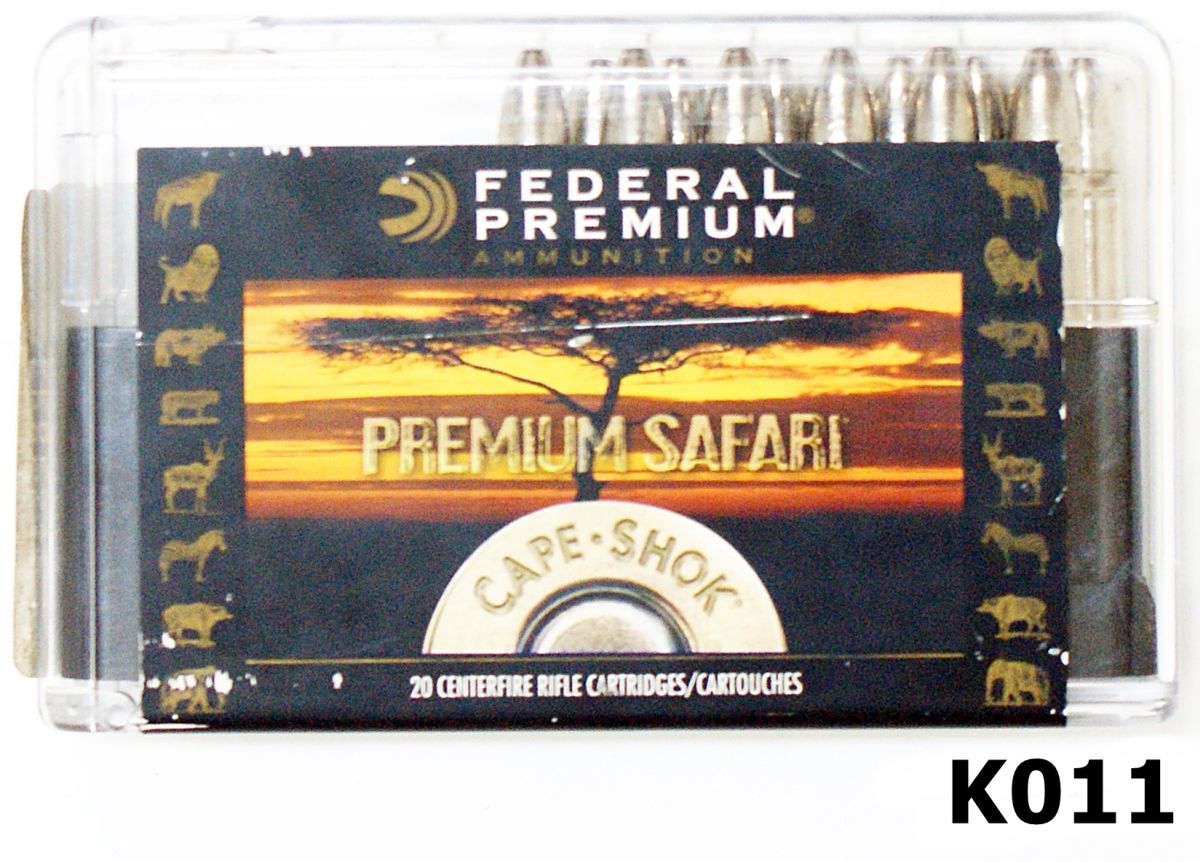 FEDERAL
PREMIUM®
AMMUNITION
PREMIUM SAFARI
CAPE•SHOK®
20 CENTERFIRE RIFLE CARTRIDGES/CARTOUCHES
K011